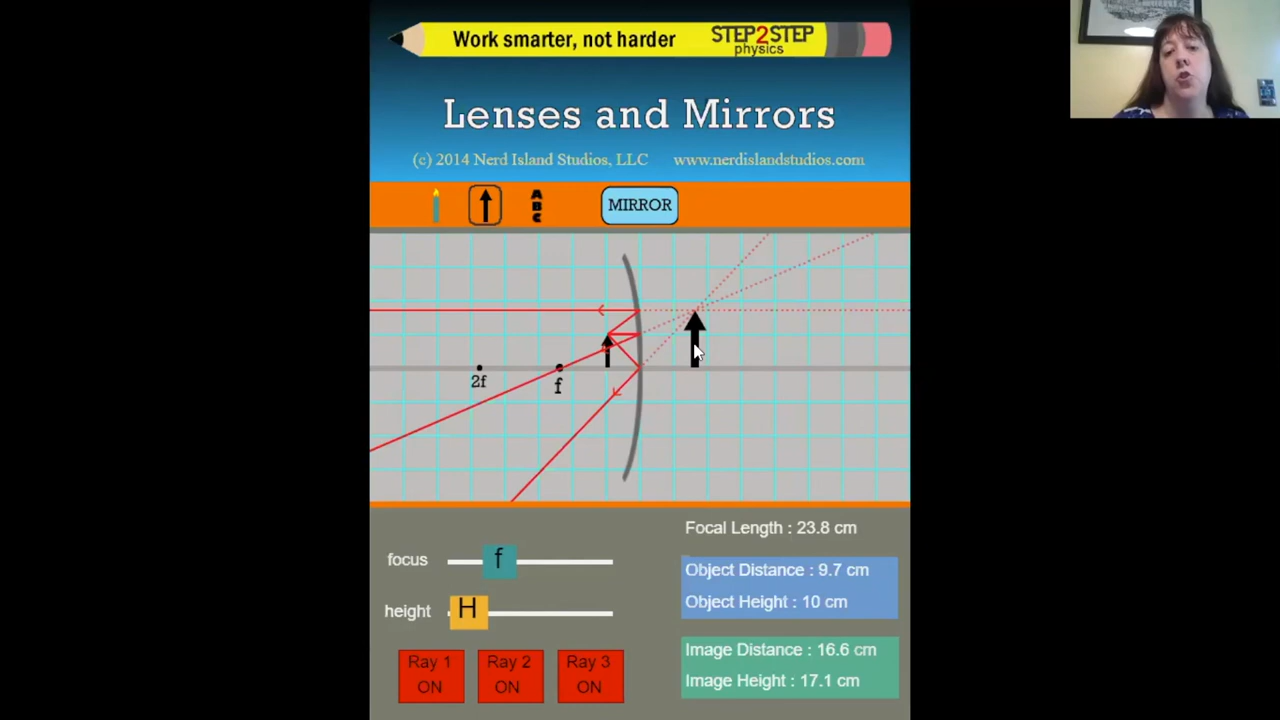 Work smarter, not harder
STEP2STEP
physics
Lenses and Mirrors
(c) 2014 Nerd Island Studios, LLC www.nerdislandstudios.com
A
B
C
MIRROR
2f
f
focus
f
height
H
Ray 1
ON
Ray 2
ON
Ray 3
ON
Focal Length : 23.8 cm
Object Distance : 9.7 cm
Object Height : 10 cm
Image Distance : 16.6 cm
Image Height : 17.1 cm